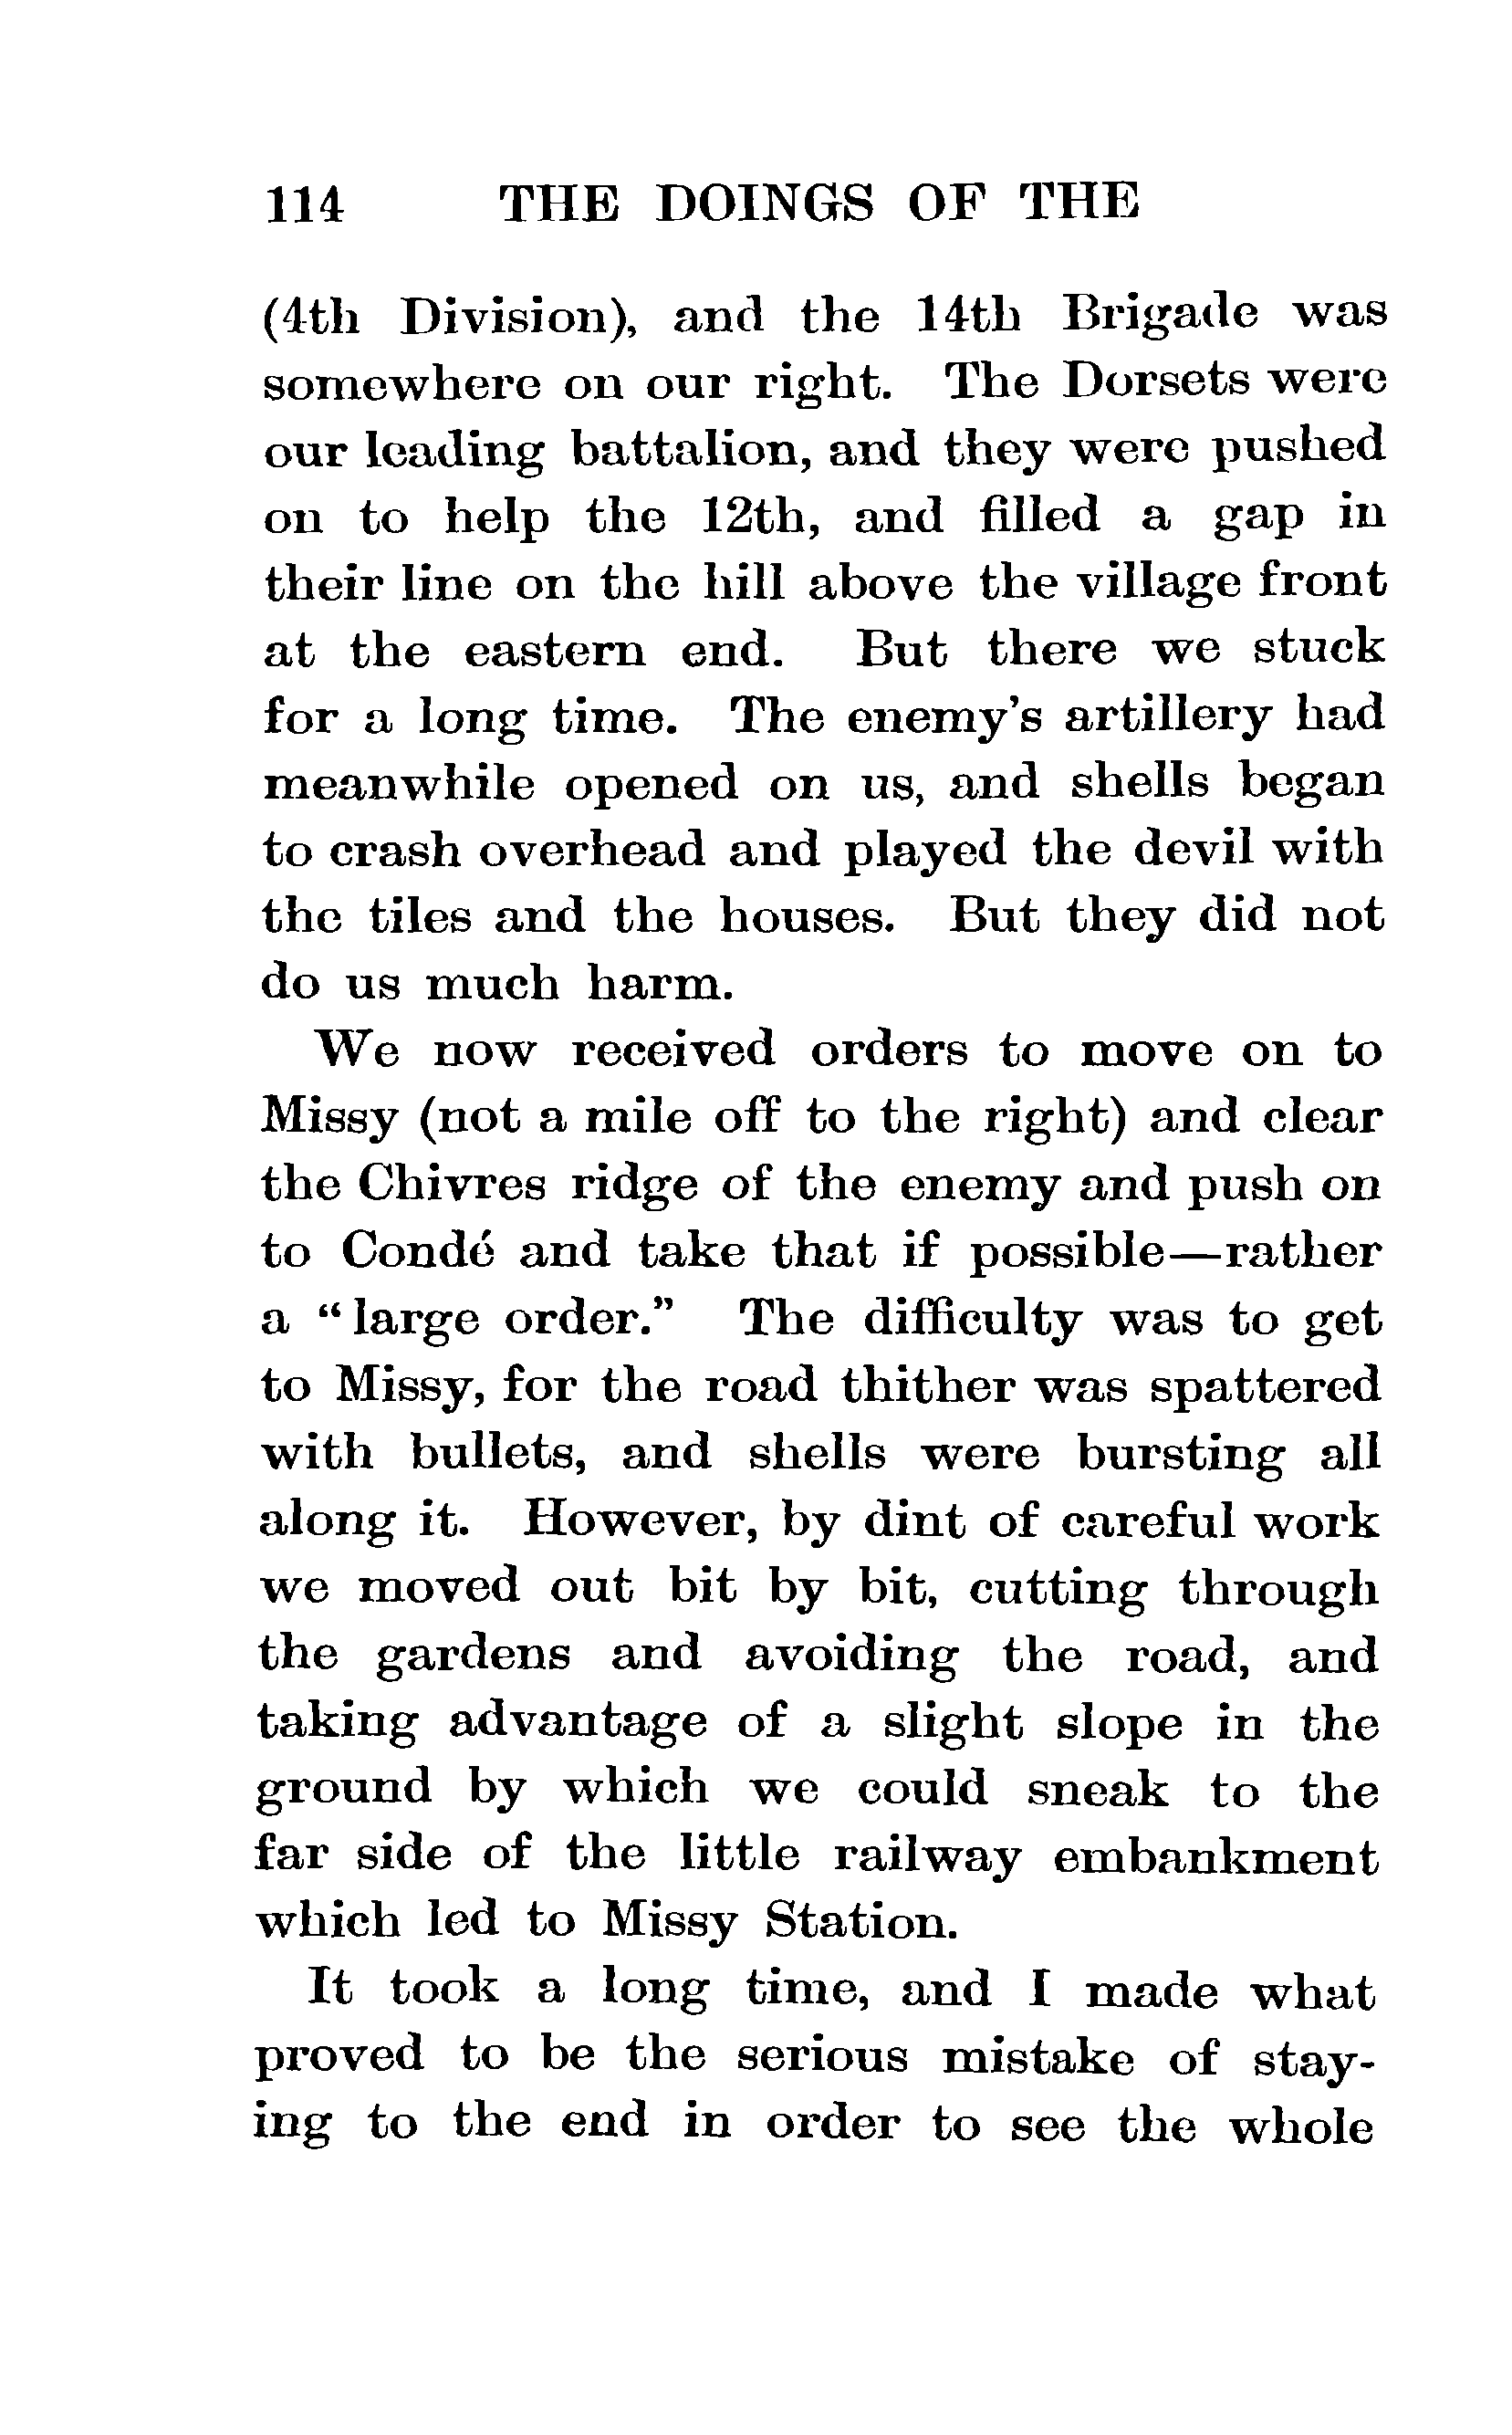 114 THE DOINGS OF THE
(4th Division), and the 14th Brigade was
somewhere on our right. The Dorsets were
our leading battalion, and they were pushed
on to help the 12th, and filled a gap in
their line on the hill above the village front
at the eastern end. But there we stuck
for a long time. The enemy's artillery had
meanwhile opened on us, and shells began
to crash overhead and played the devil with
the tiles and the houses. But they did not
do us much harm.
We now received orders to move on to
Missy (not a mile off to the right) and clear
the Chivres ridge of the enemy and push on
to Condé and take that if possible—rather
a “large order.” The difficulty was to get
to Missy, for the road thither was spattered
with bullets, and shells were bursting all
along it. However, by dint of careful work
we moved out bit by bit, cutting through
the gardens and avoiding the road, and
taking advantage of a slight slope in the
ground by which we could sneak to the
far side of the little railway embankment
which led to Missy Station.
It took a long time, and I made what
proved to be the serious mistake of stay-
ing to the end in order to see the whole